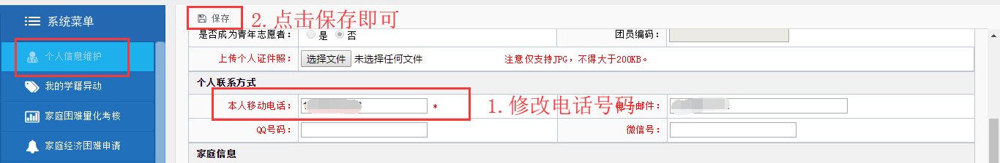 系统菜单
个人信息维护
我的学籍异动
家庭困难量化考核
家庭经济困难申请
保存
2.点击保存即可
是否成为青年志愿者：
是
否
团员编码：
上传个人证件照：
选择文件 未选择任何文件
注意仅支持JPG，不得大于200KB。
个人联系方式
本人移动电话：
*
1.修改电话号码
电子邮件：
QQ号码：
微信号：
家庭信息